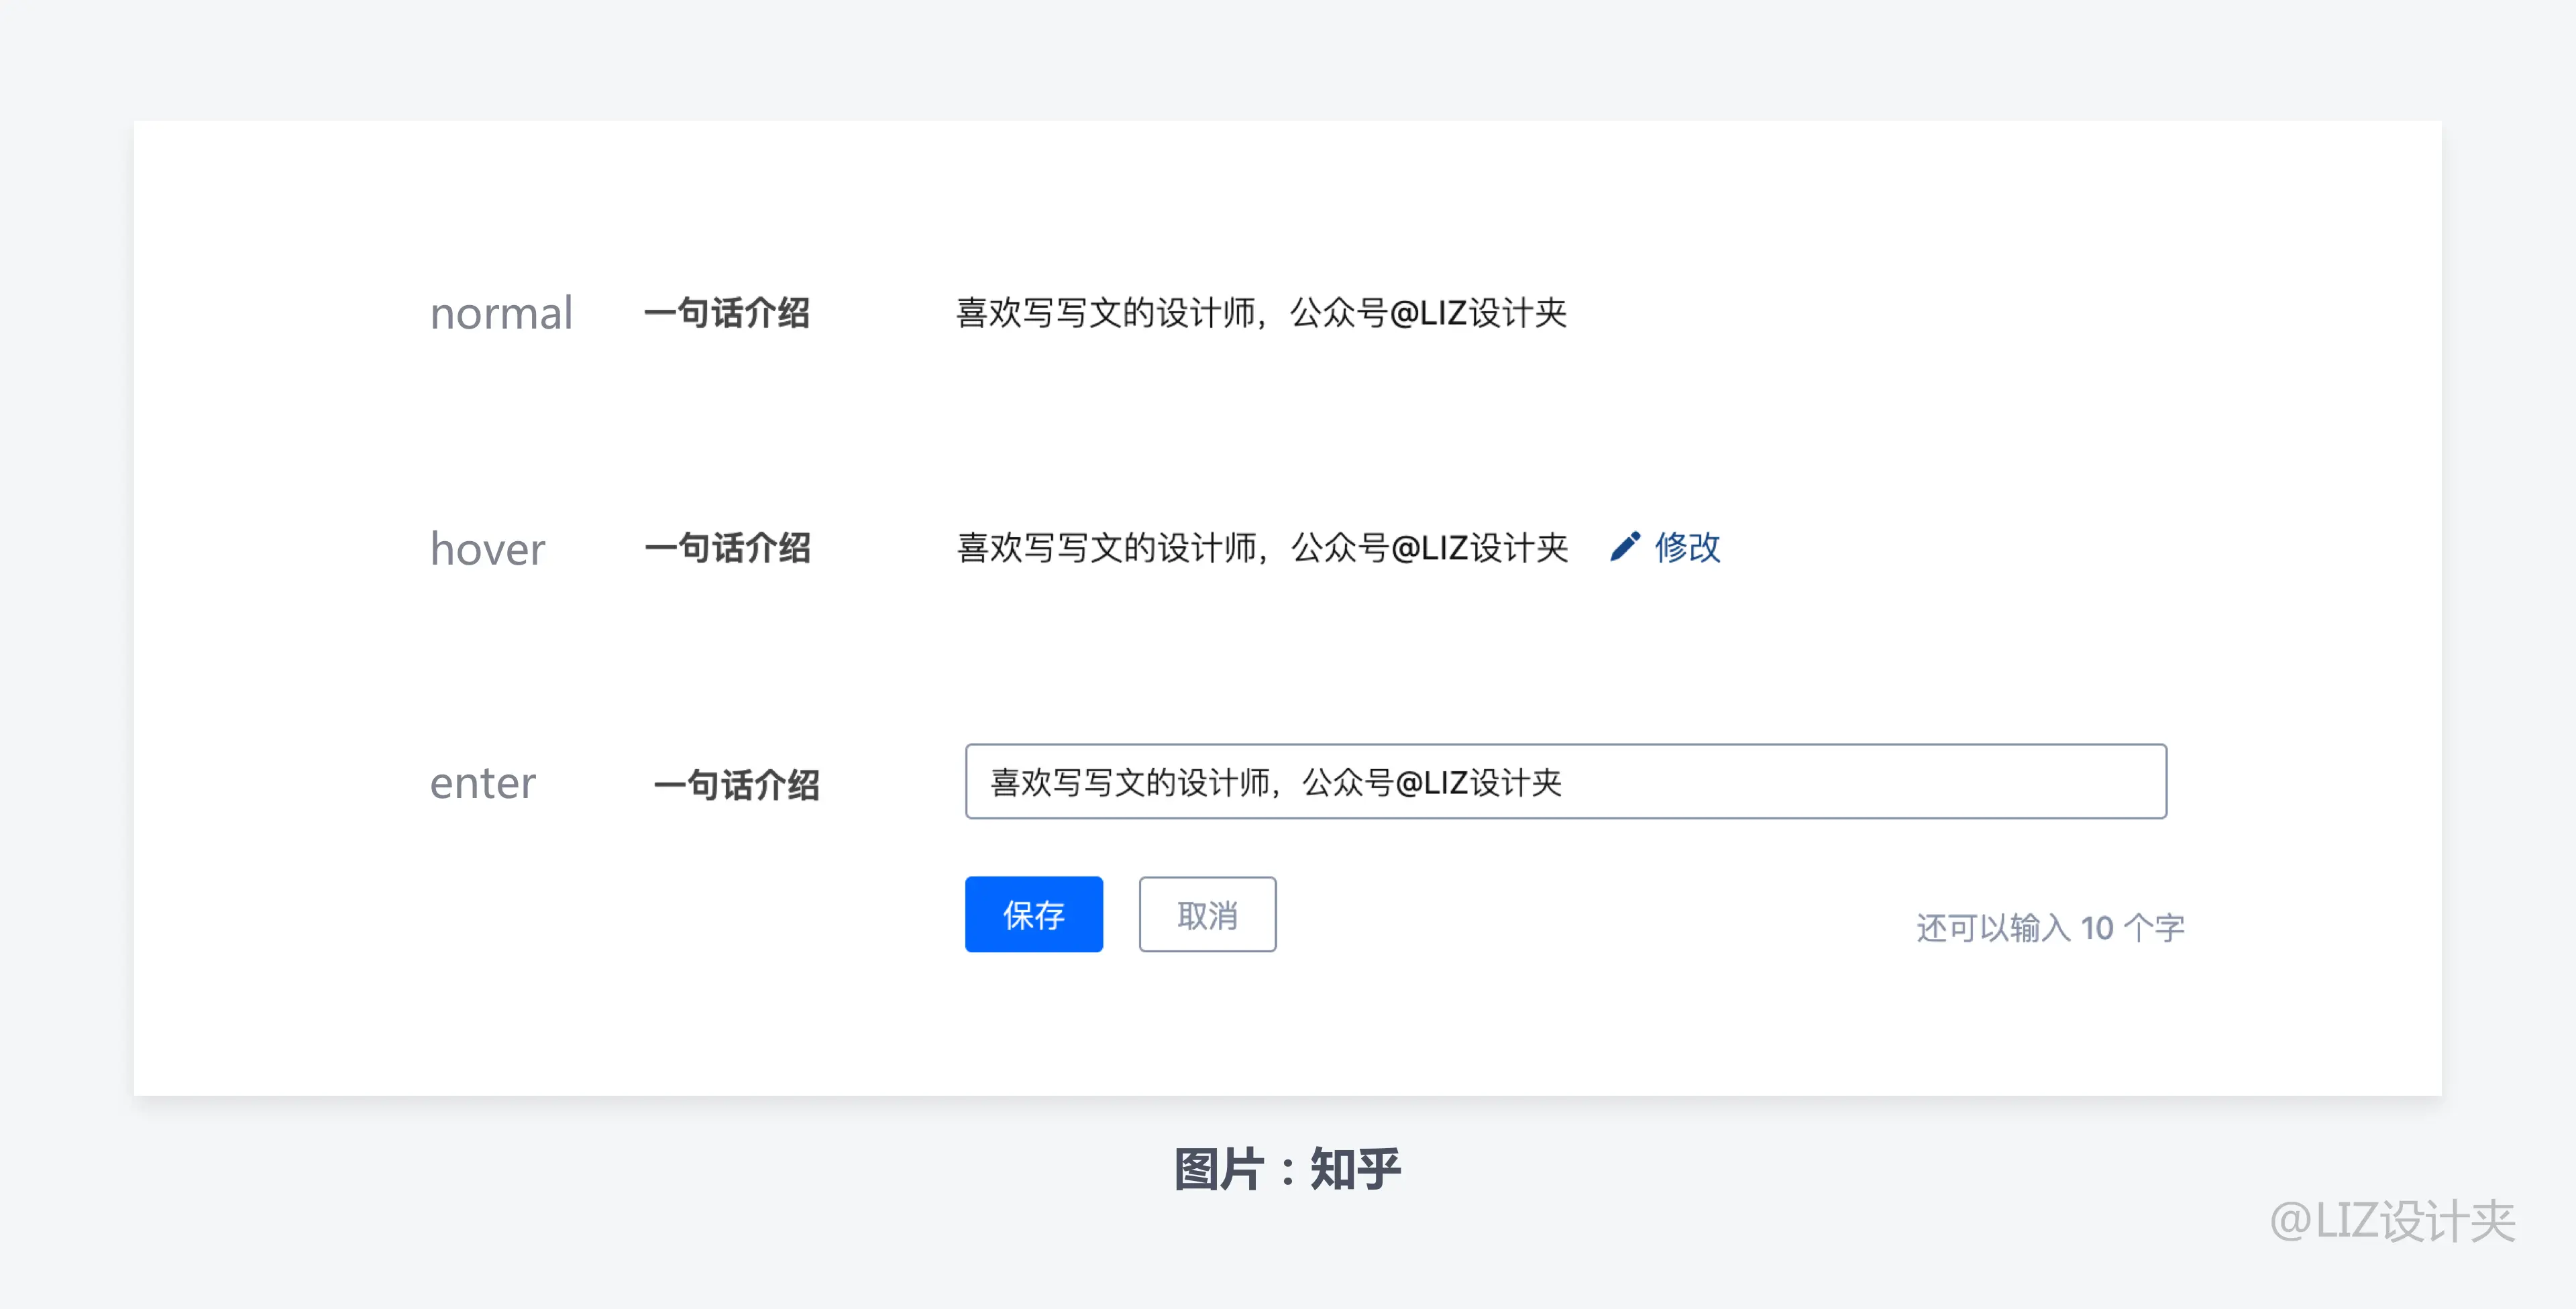 normal 一句话介绍 喜欢写写文的设计师，公众号@LIZ设计夹
hover 一句话介绍 喜欢写写文的设计师，公众号@LIZ设计夹 修改
enter 一句话介绍 喜欢写写文的设计师，公众号@LIZ设计夹
保存 取消 还可以输入 10 个字
图片：知乎
@LIZ设计夹